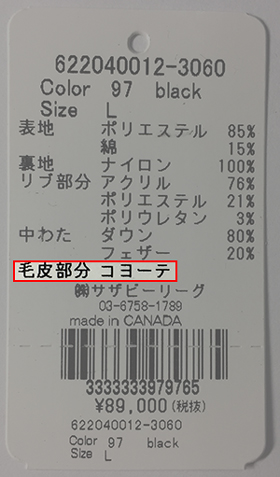 622040012-3060
Color 97 black
Size L
表地 ポリエステル 85%
綿 15%
裏地 ナイロン 100%
リブ部分 アクリル 76%
ポリエステル 21%
ポリウレタン 3%
中わた ダウン 80%
フェザー 20%
毛皮部分 コヨーテ
㈱サザビーリーグ
03-6758-1789
made in CANADA
3333333979765
¥89,000(税抜)
622040012-3060
Color 97 black
Size L